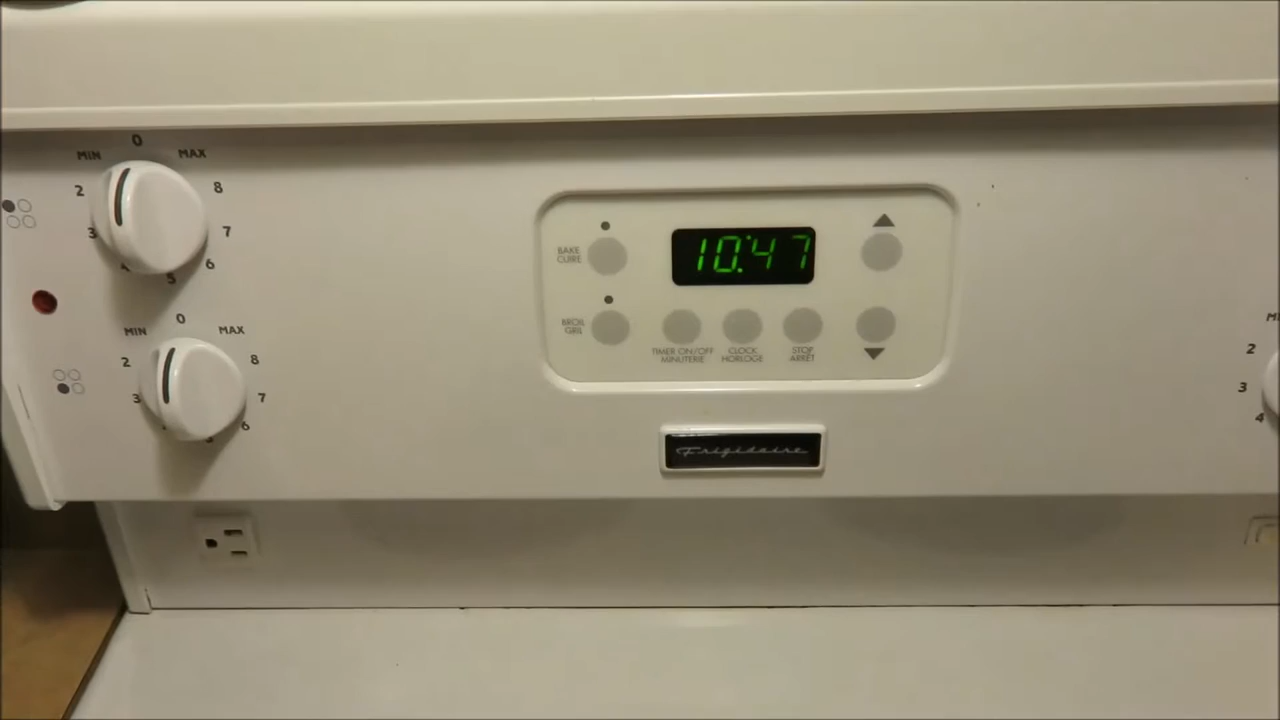 0
MIN MAX
2 8
3 7
4 6
5
0
MIN MAX
2 8
3 7
6
BAKE
CUIRE
10:47
BROIL
GRIL
TIMER ON/OFF
MINUTERIE
CLOCK
HORLOGE
STOP
ARRÊT
Frigidaire
2
3
4